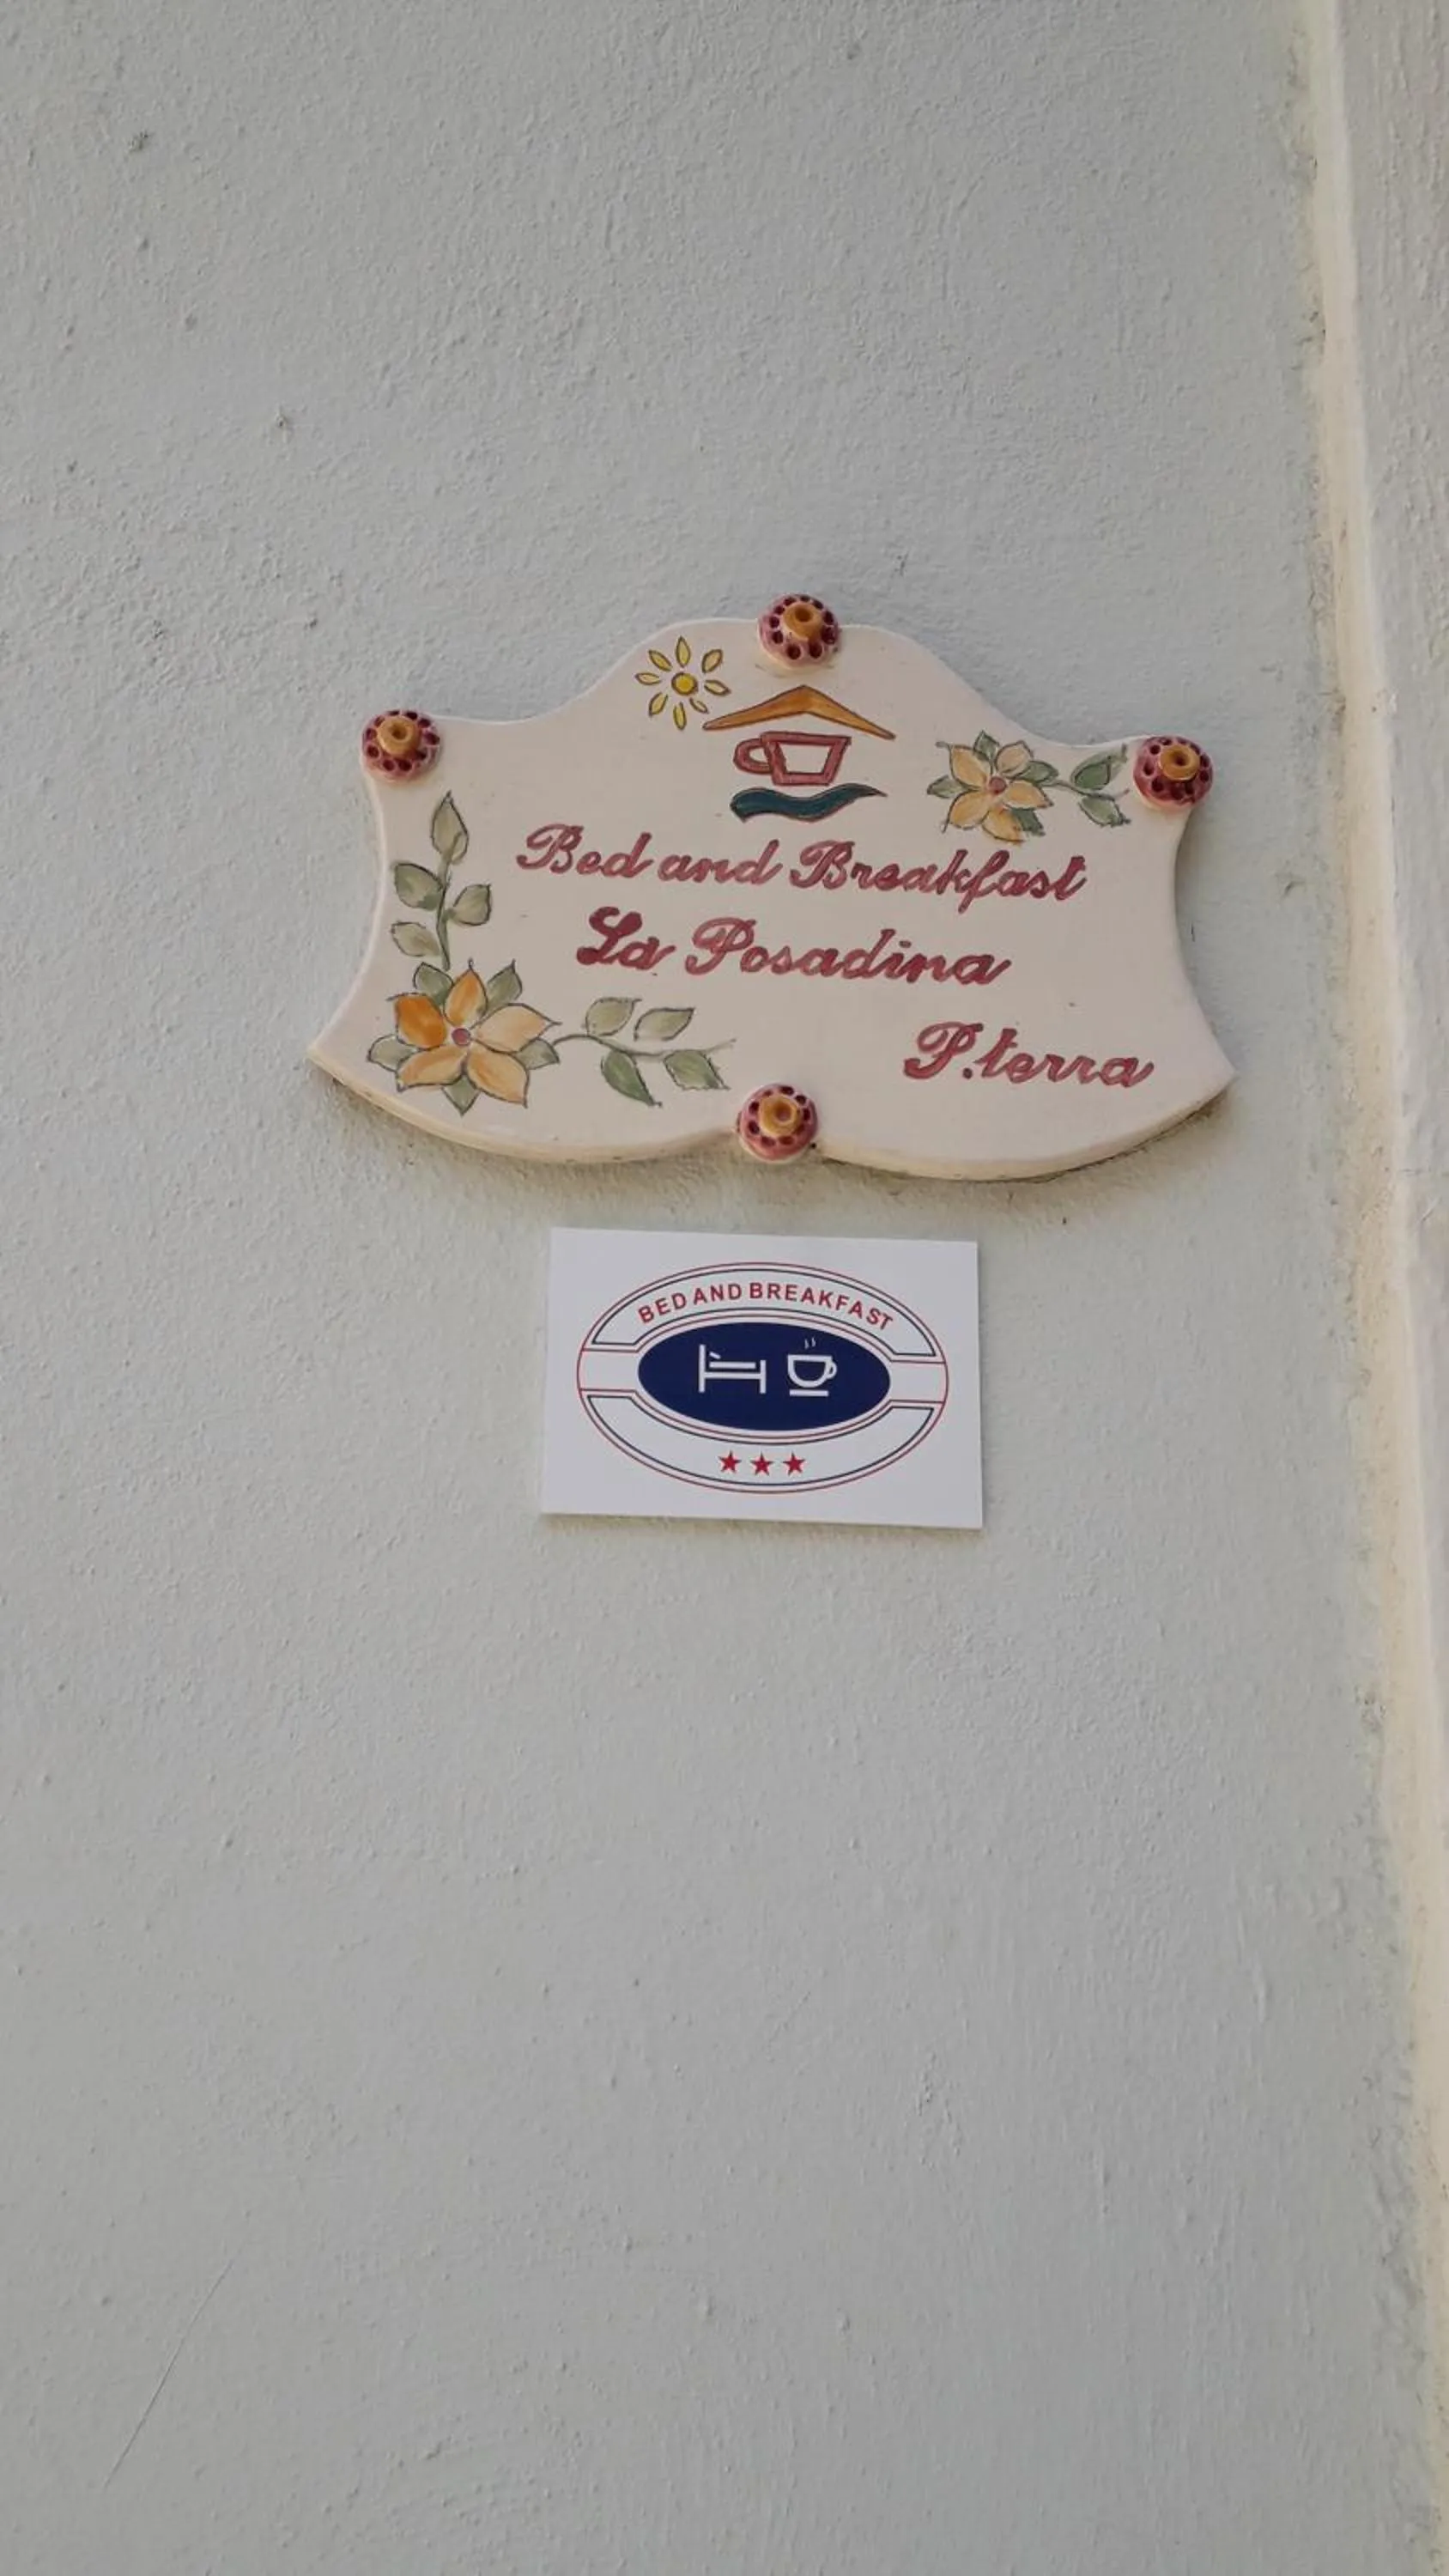 Bed and Breakfast
La Posadina
P.terra
BED AND BREAKFAST